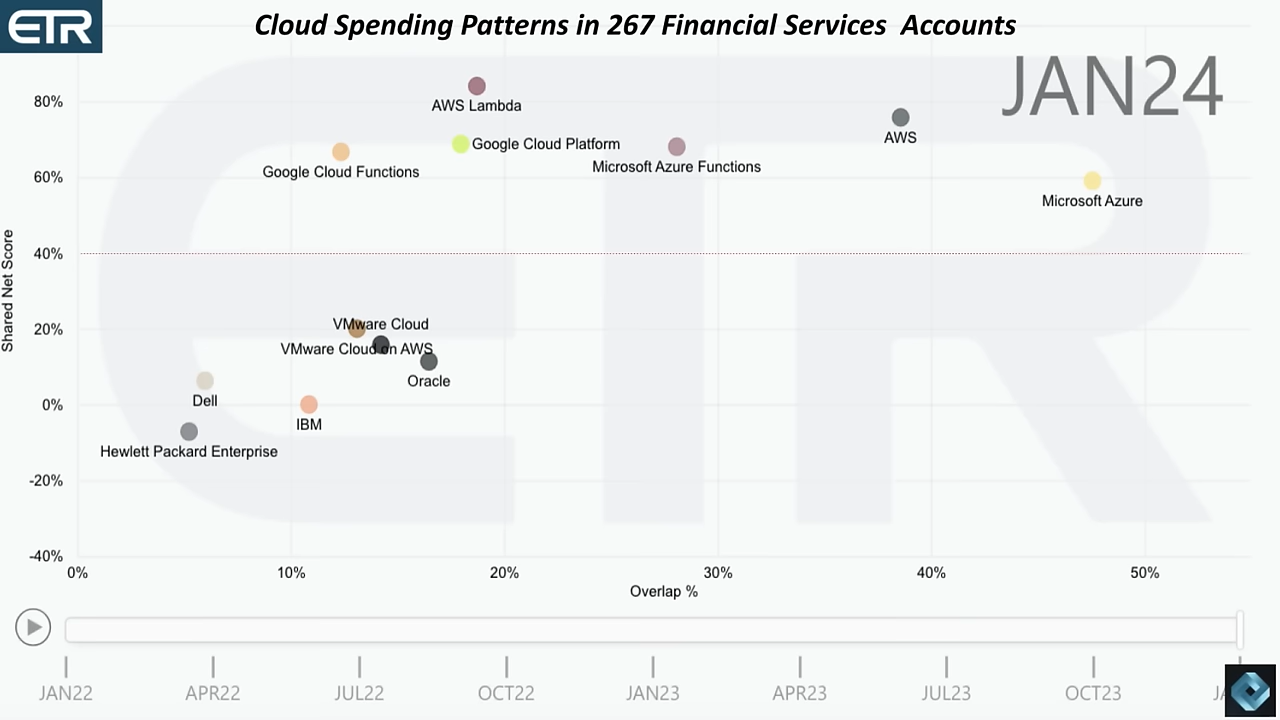 ETR
Cloud Spending Patterns in 267 Financial Services Accounts
JAN24
80%
60%
40%
20%
0%
-20%
-40%
Shared Net Score
AWS Lambda
AWS
Google Cloud Platform
Google Cloud Functions
Microsoft Azure Functions
Microsoft Azure
VMware Cloud
VMware Cloud on AWS
Oracle
Dell
IBM
Hewlett Packard Enterprise
0%
10%
20%
30%
40%
50%
Overlap %
JAN22
APR22
JUL22
OCT22
JAN23
APR23
JUL23
OCT23